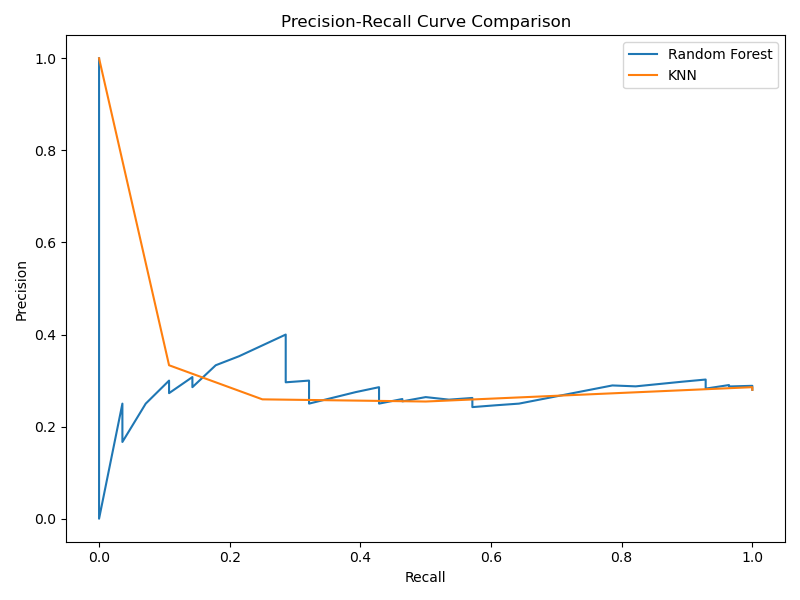 Precision-Recall Curve Comparison
Random Forest
KNN
Precision
1.0
0.8
0.6
0.4
0.2
0.0
0.0 0.2 0.4 0.6 0.8 1.0
Recall